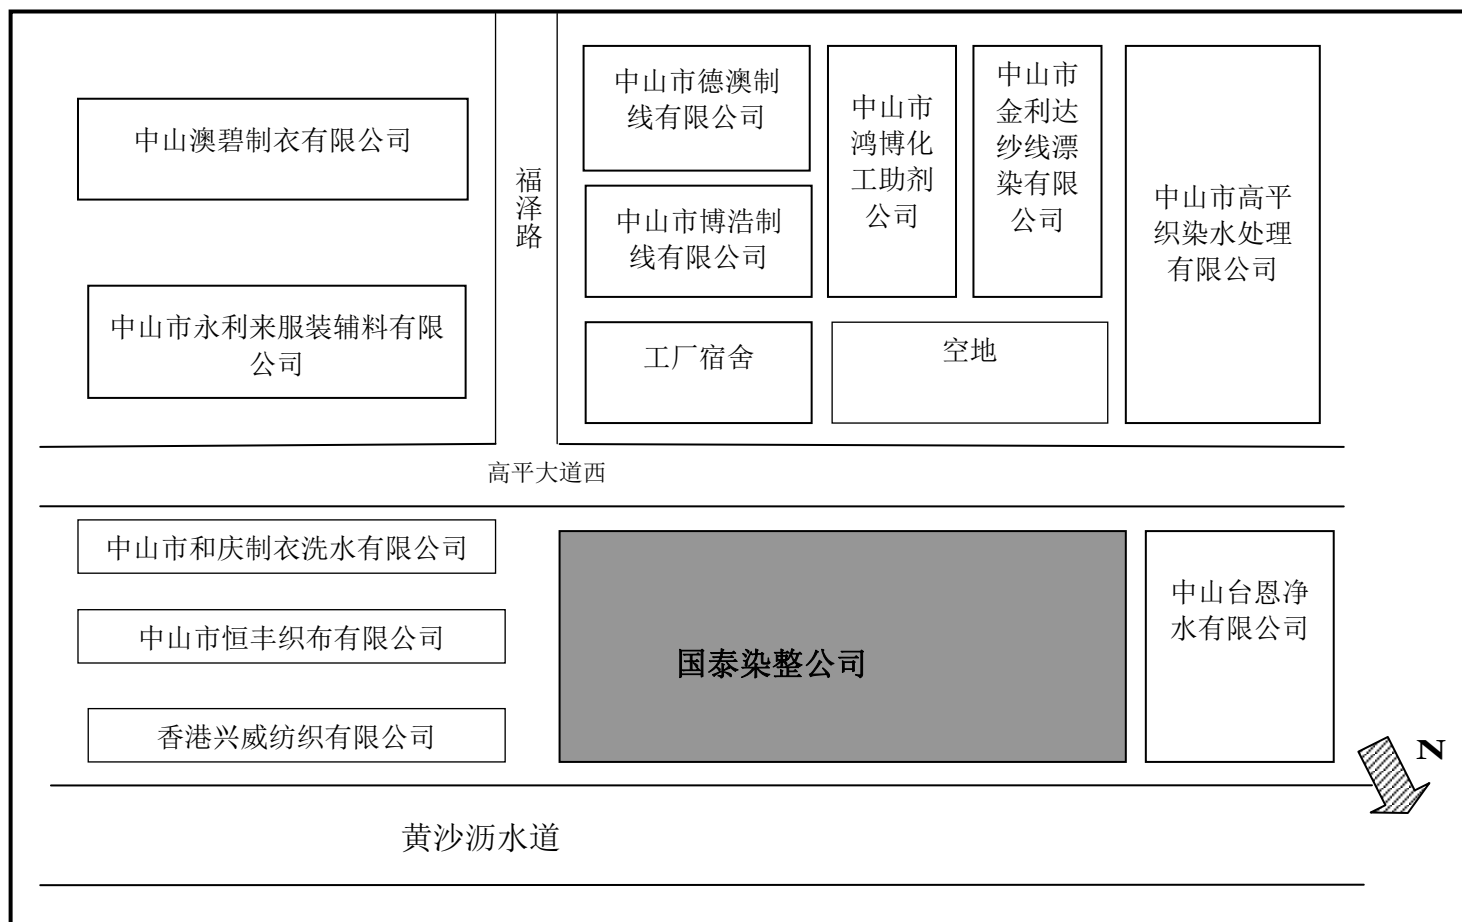 中山澳碧制衣有限公司
中山市永利来服装辅料有限
公司
福
泽
路
中山市德澳制
线有限公司
中山市博浩制
线有限公司
工厂宿舍
中山市
鸿博化
工助剂
公司
中山市
金利达
纱线漂
染有限
公司
空地
中山市高平
织染水处理
有限公司
高平大道西
中山市和庆制衣洗水有限公司
中山市恒丰织布有限公司
香港兴威纺织有限公司
国泰染整公司
中山台恩净
水有限公司
N
黄沙沥水道